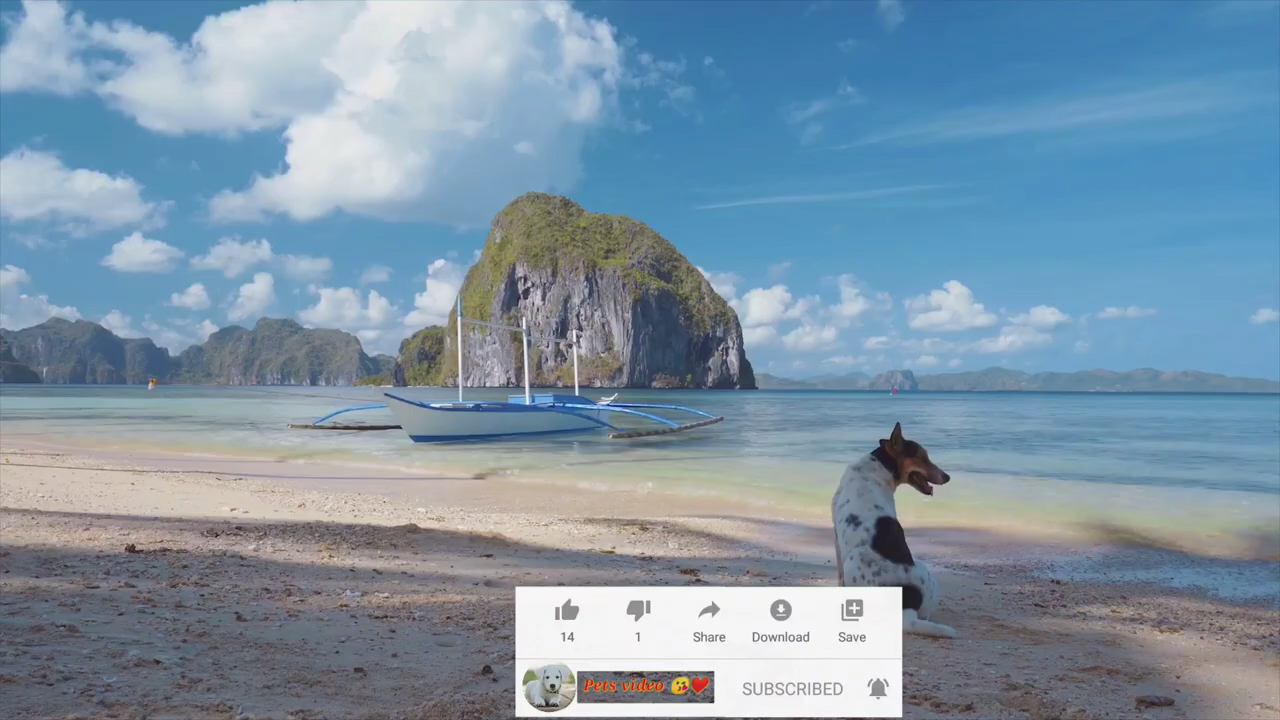 14
1
Share
Download
Save
Pets video 😘❤️
SUBSCRIBED